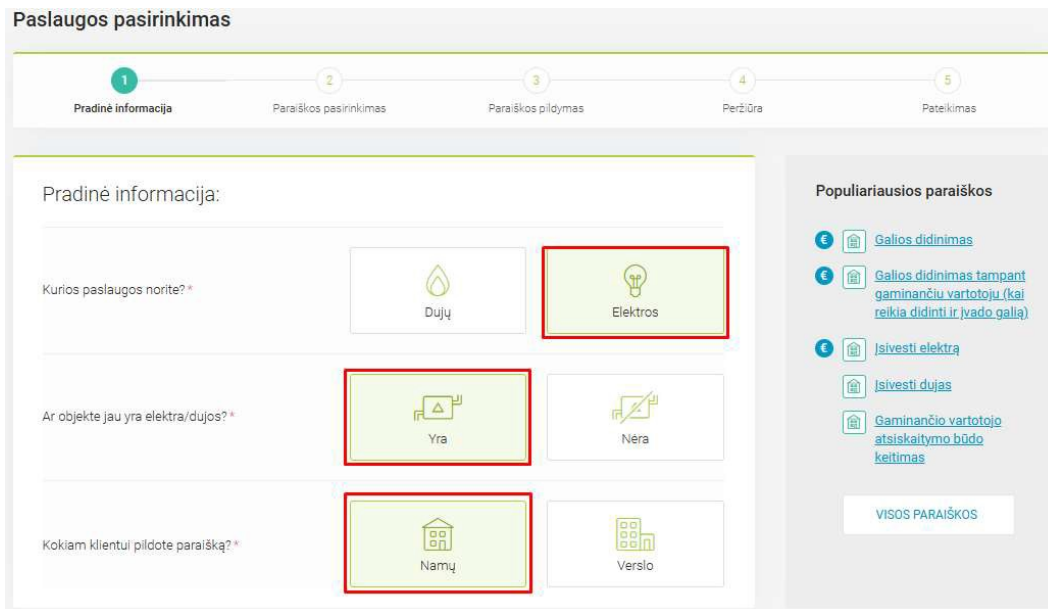 Paslaugos pasirinkimas
1
2
3
4
5
Pradinė informacija
Paraiškos pasirinkimas
Paraiškos pildymas
Peržiūra
Pateikimas
Pradinė informacija:
Kurios paslaugos norite? *
Dujų
Elektros
Ar objekte jau yra elektra/dujos? *
Yra
Nėra
Kokiam klientui pildote paraišką? *
Namų
Verslo
Populiariausios paraiškos
€ Galios didinimas
€ Galios didinimas tampant
gaminančiu vartotoju (kai
reikia didinti ir įvado galią)
€ Įsivesti elektrą
Įsivesti dujas
Gaminančio vartotojo
atsiskaitymo būdo
keitimas
VISOS PARAIŠKOS